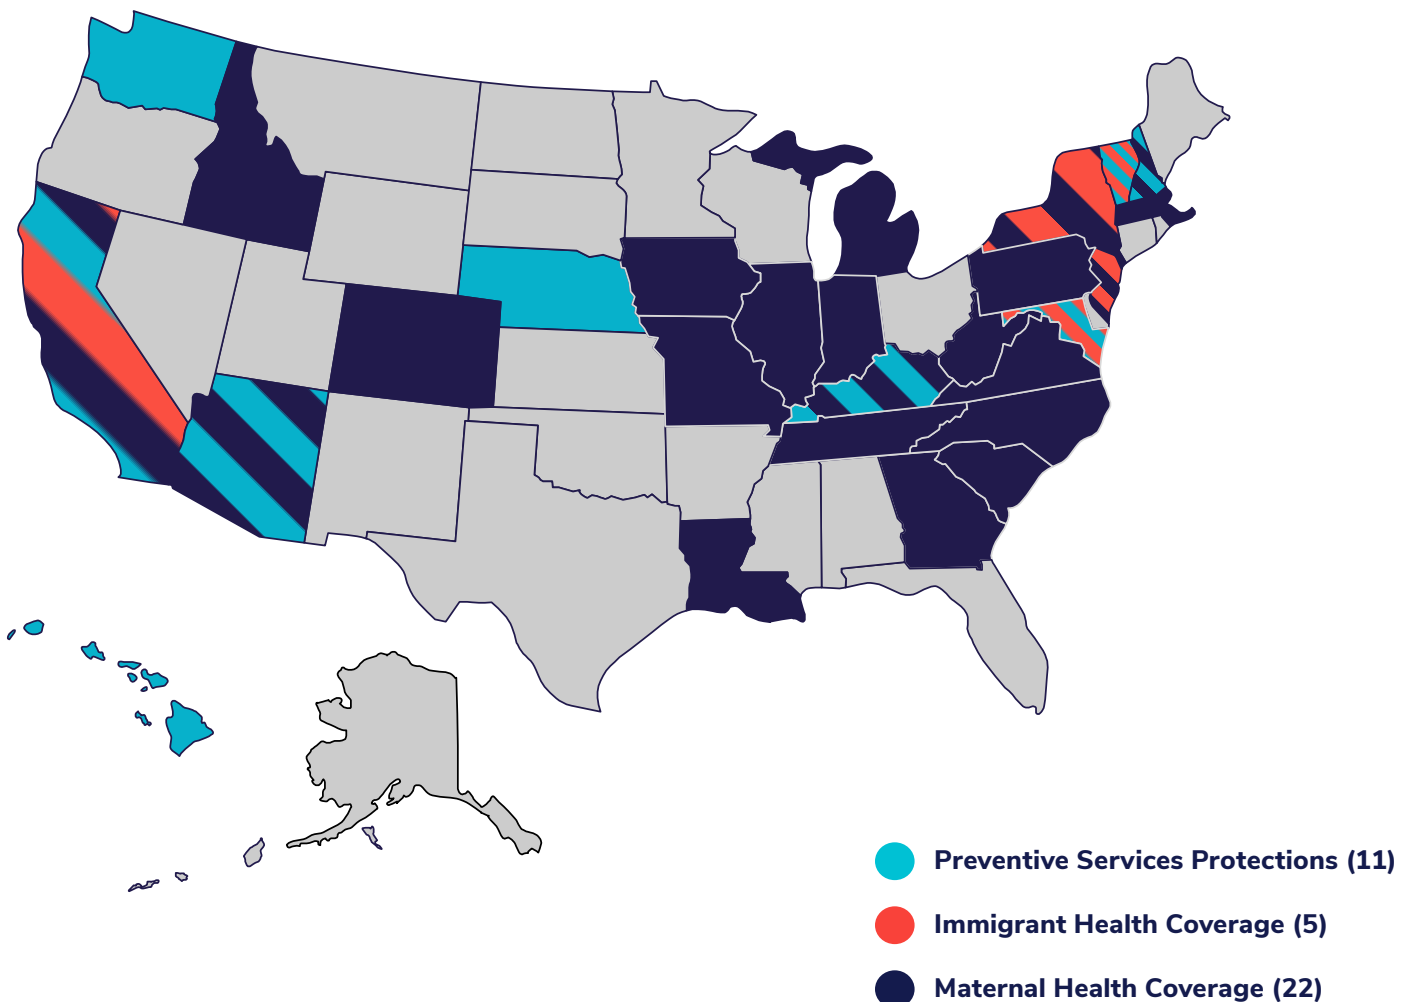 Preventive Services Protections (11)
Immigrant Health Coverage (5)
Maternal Health Coverage (22)